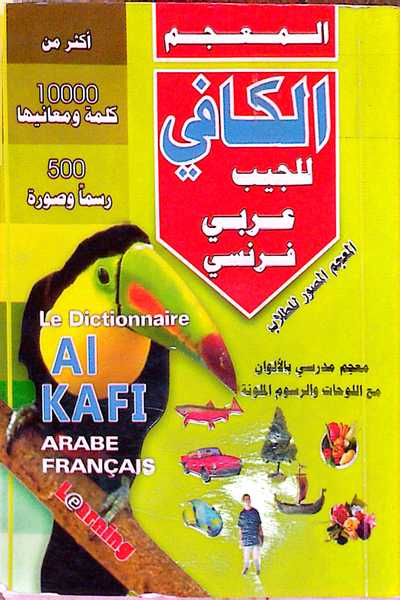 المعجم
الكافي
للجيب
عربي
فرنسي
أكثر من
10000
كلمة ومعانيها
500
رسماً وصورة
المعجم المصور للطلاب
معجم مدرسي بالألوان
مع اللوحات والرسوم الملونة
Le Dictionnaire
Al
KAFI
ARABE
FRANÇAIS
Learning